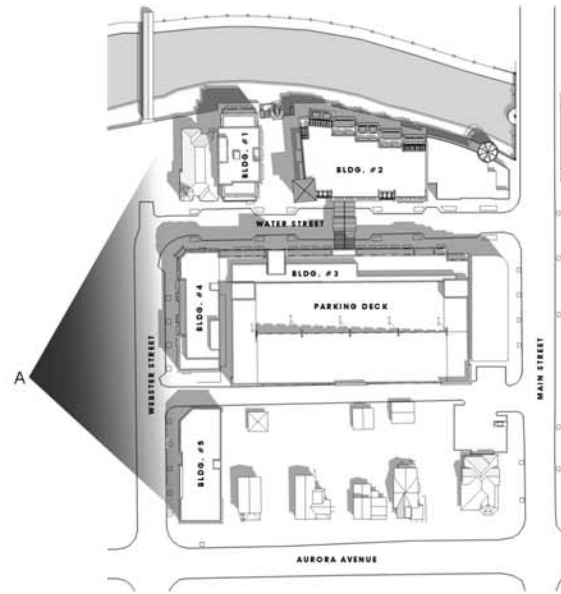 BLDG. #1
BLDG. #2
WATER STREET
BLDG. #3
BLDG. #4
PARKING DECK
A
WEBSTER STREET
MAIN STREET
BLDG. #5
AURORA AVENUE